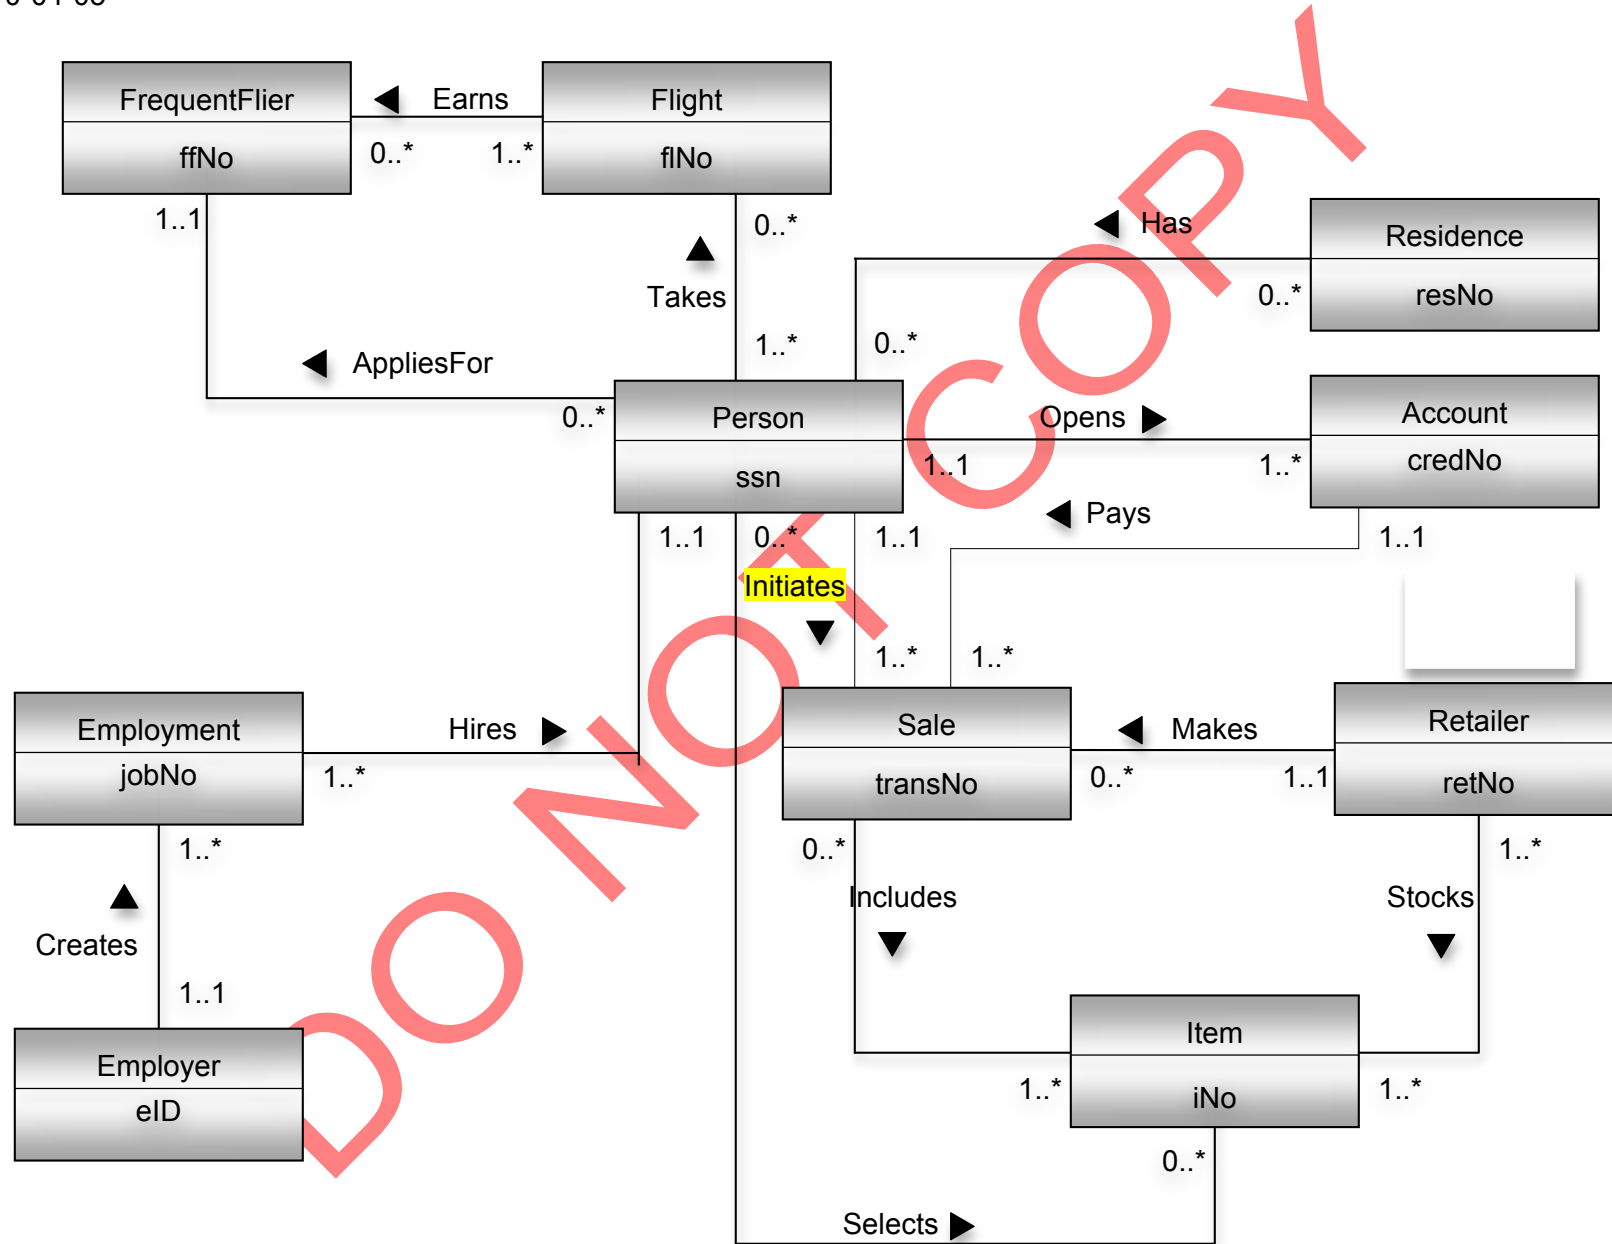 FrequentFlier
ffNo
Earns
0..*
1..*
Flight
flNo
1..1
0..*
Takes
1..*
AppliesFor
0..*
Has
0..*
0..*
Residence
resNo
Person
ssn
Opens
1..1
1..*
Account
credNo
Pays
1..1
1..1
0..*
1..1
Initiates
1..*
1..*
Employment
jobNo
Hires
1..*
Sale
transNo
Makes
0..*
1..1
Retailer
retNo
1..*
Creates
1..1
Employer
eID
0..*
Includes
1..*
Stocks
1..*
1..*
Item
iNo
0..*
Selects
DO NOT COPY